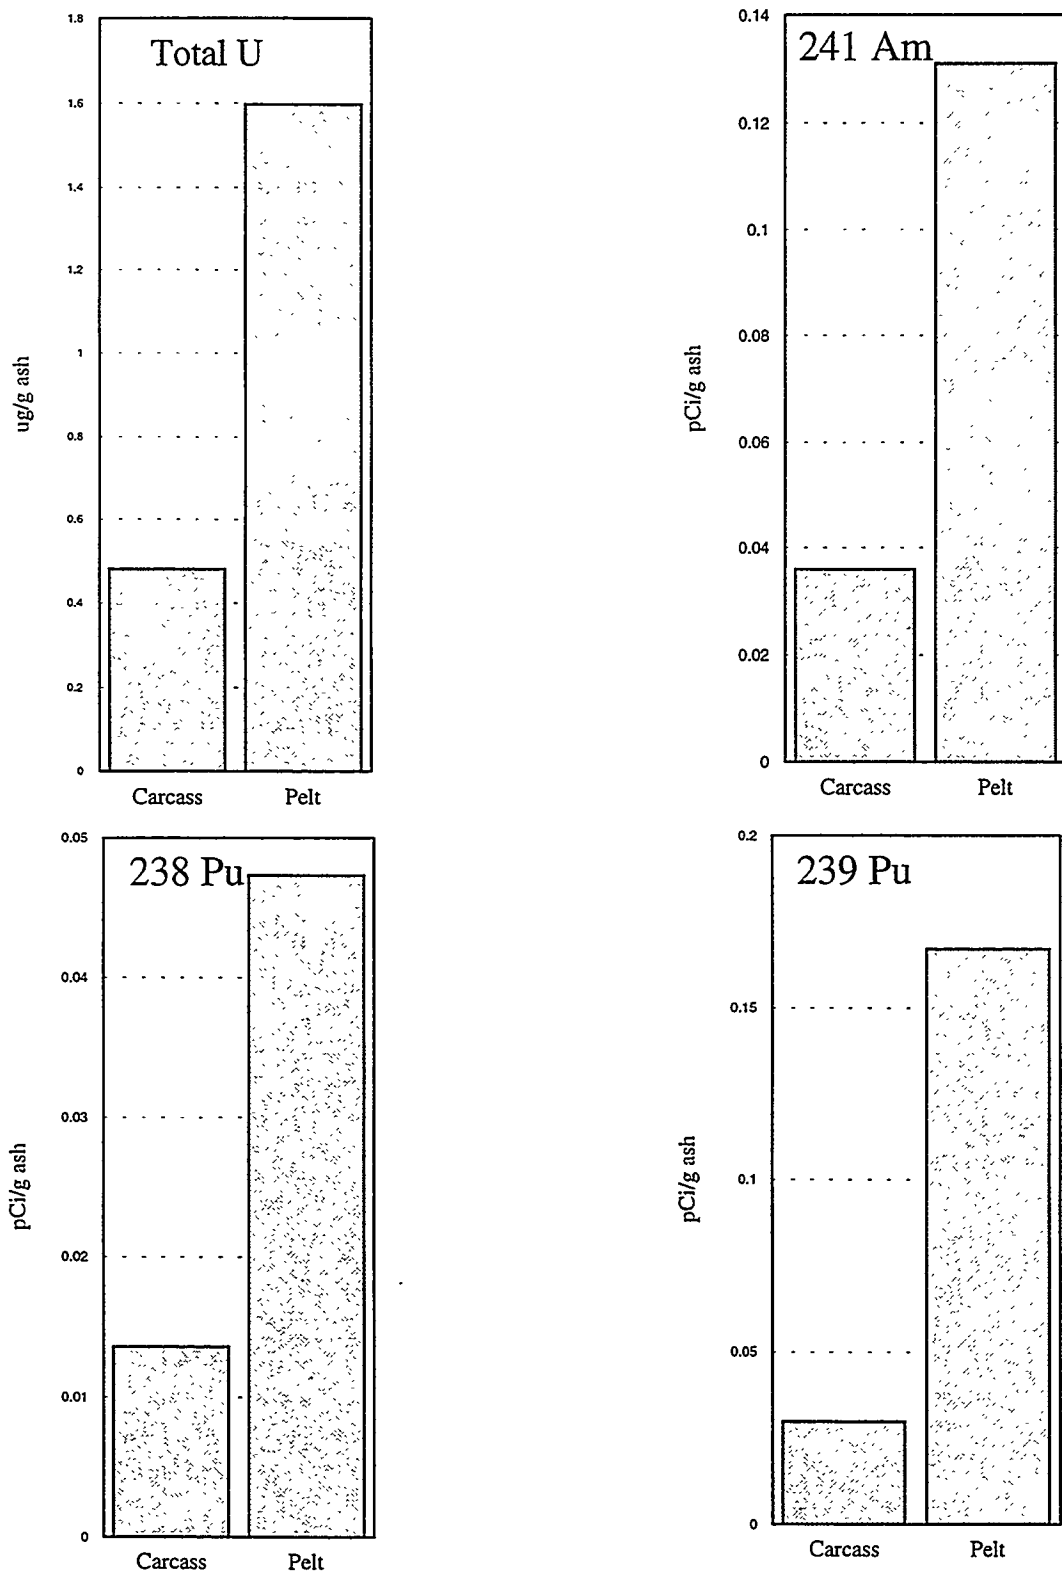 Total U
1.8
1.6
1.4
1.2
1
0.8
0.6
0.4
0.2
0
ug/g ash
Carcass Pelt
241 Am
0.14
0.12
0.1
0.08
0.06
0.04
0.02
0
pCi/g ash
Carcass Pelt
238 Pu
0.05
0.04
0.03
0.02
0.01
0
pCi/g ash
Carcass Pelt
239 Pu
0.2
0.15
0.1
0.05
0
pCi/g ash
Carcass Pelt